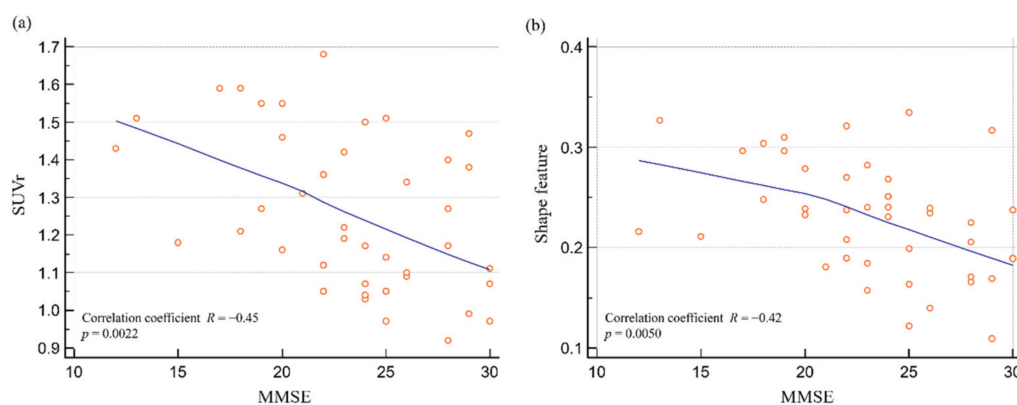 (a)
SUVr
1.7
1.6
1.5
1.4
1.3
1.2
1.1
1.0
0.9
Correlation coefficient R = −0.45
p = 0.0022
10 15 20 25 30
MMSE
(b)
Shape feature
0.4
0.3
0.2
0.1
Correlation coefficient R = −0.42
p = 0.0050
10 15 20 25 30
MMSE